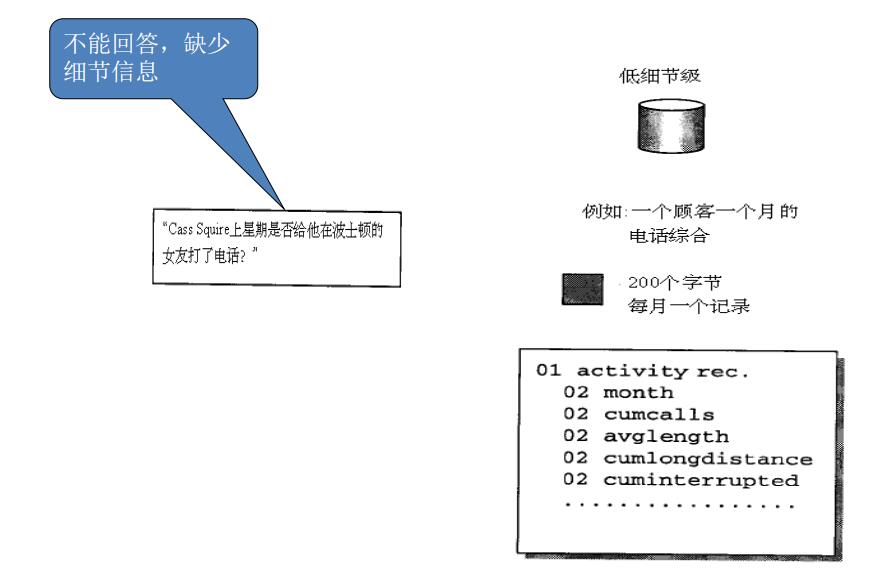 不能回答，缺少
细节信息
低细节级
“Cass Squire上星期是否给他在波士顿的
女友打了电话？”
例如:一个顾客一个月的
电话综合
200个字节
每月一个记录
01 activity rec.
02 month
02 cumcalls
02 avglength
02 cumlongdistance
02 cuminterrupted
..................